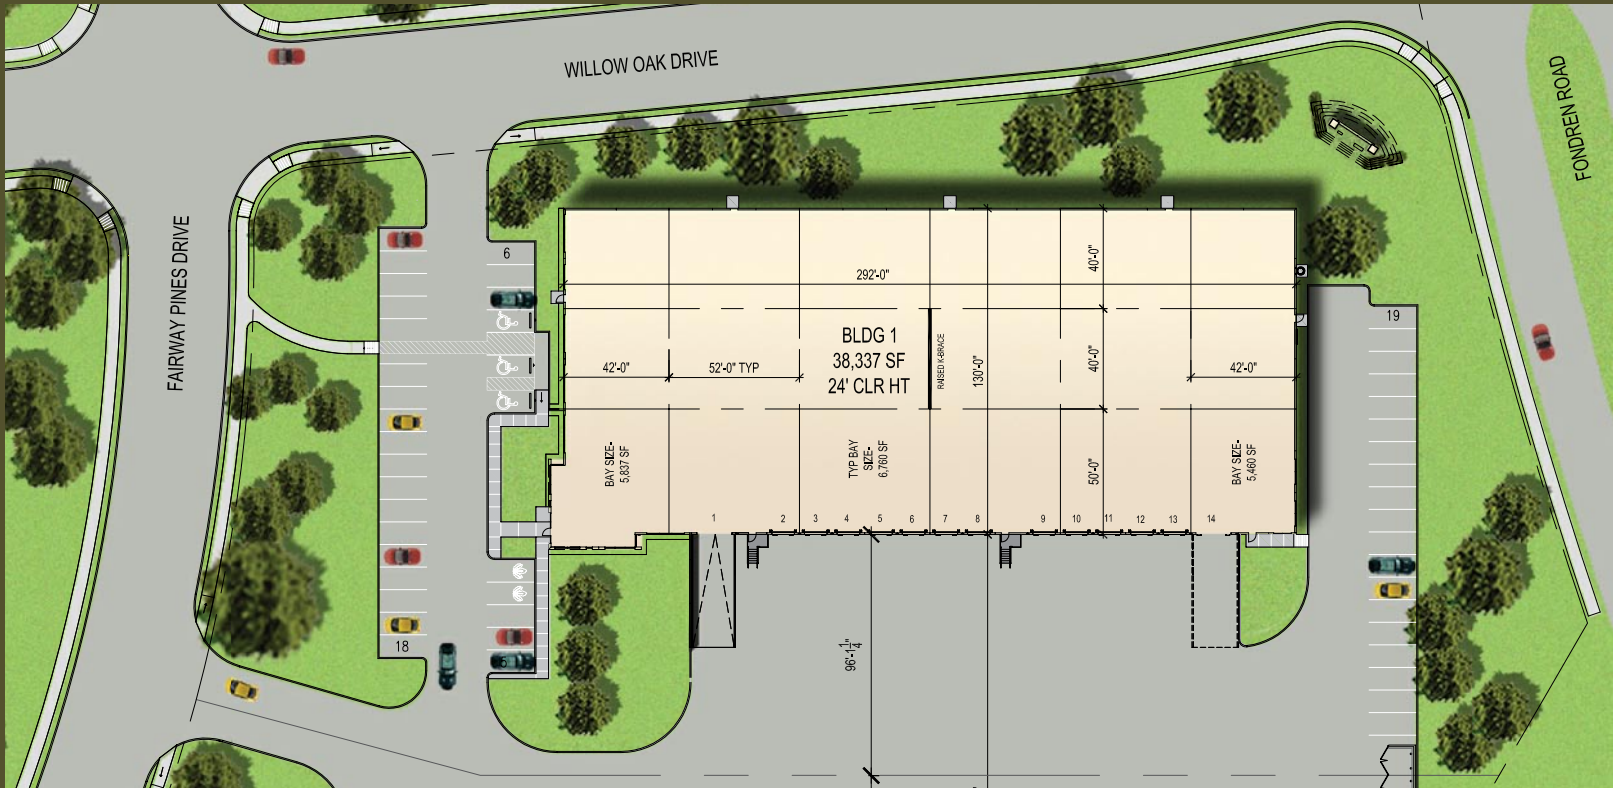 WILLOW OAK DRIVE
FONDREN ROAD
FAIRWAY PINES DRIVE
6
19
18
292'-0"
40'-0"
BLDG 1
38,337 SF
24' CLR HT
RAISED K-BRACE
130'-0"
40'-0"
42'-0"
52'-0" TYP
42'-0"
BAY SIZE-
5,837 SF
TYP BAY
SIZE-
6,760 SF
50'-0"
BAY SIZE-
5,460 SF
1 2 3 4 5 6 7 8 9 10 11 12 13 14
96'-1 1/4"